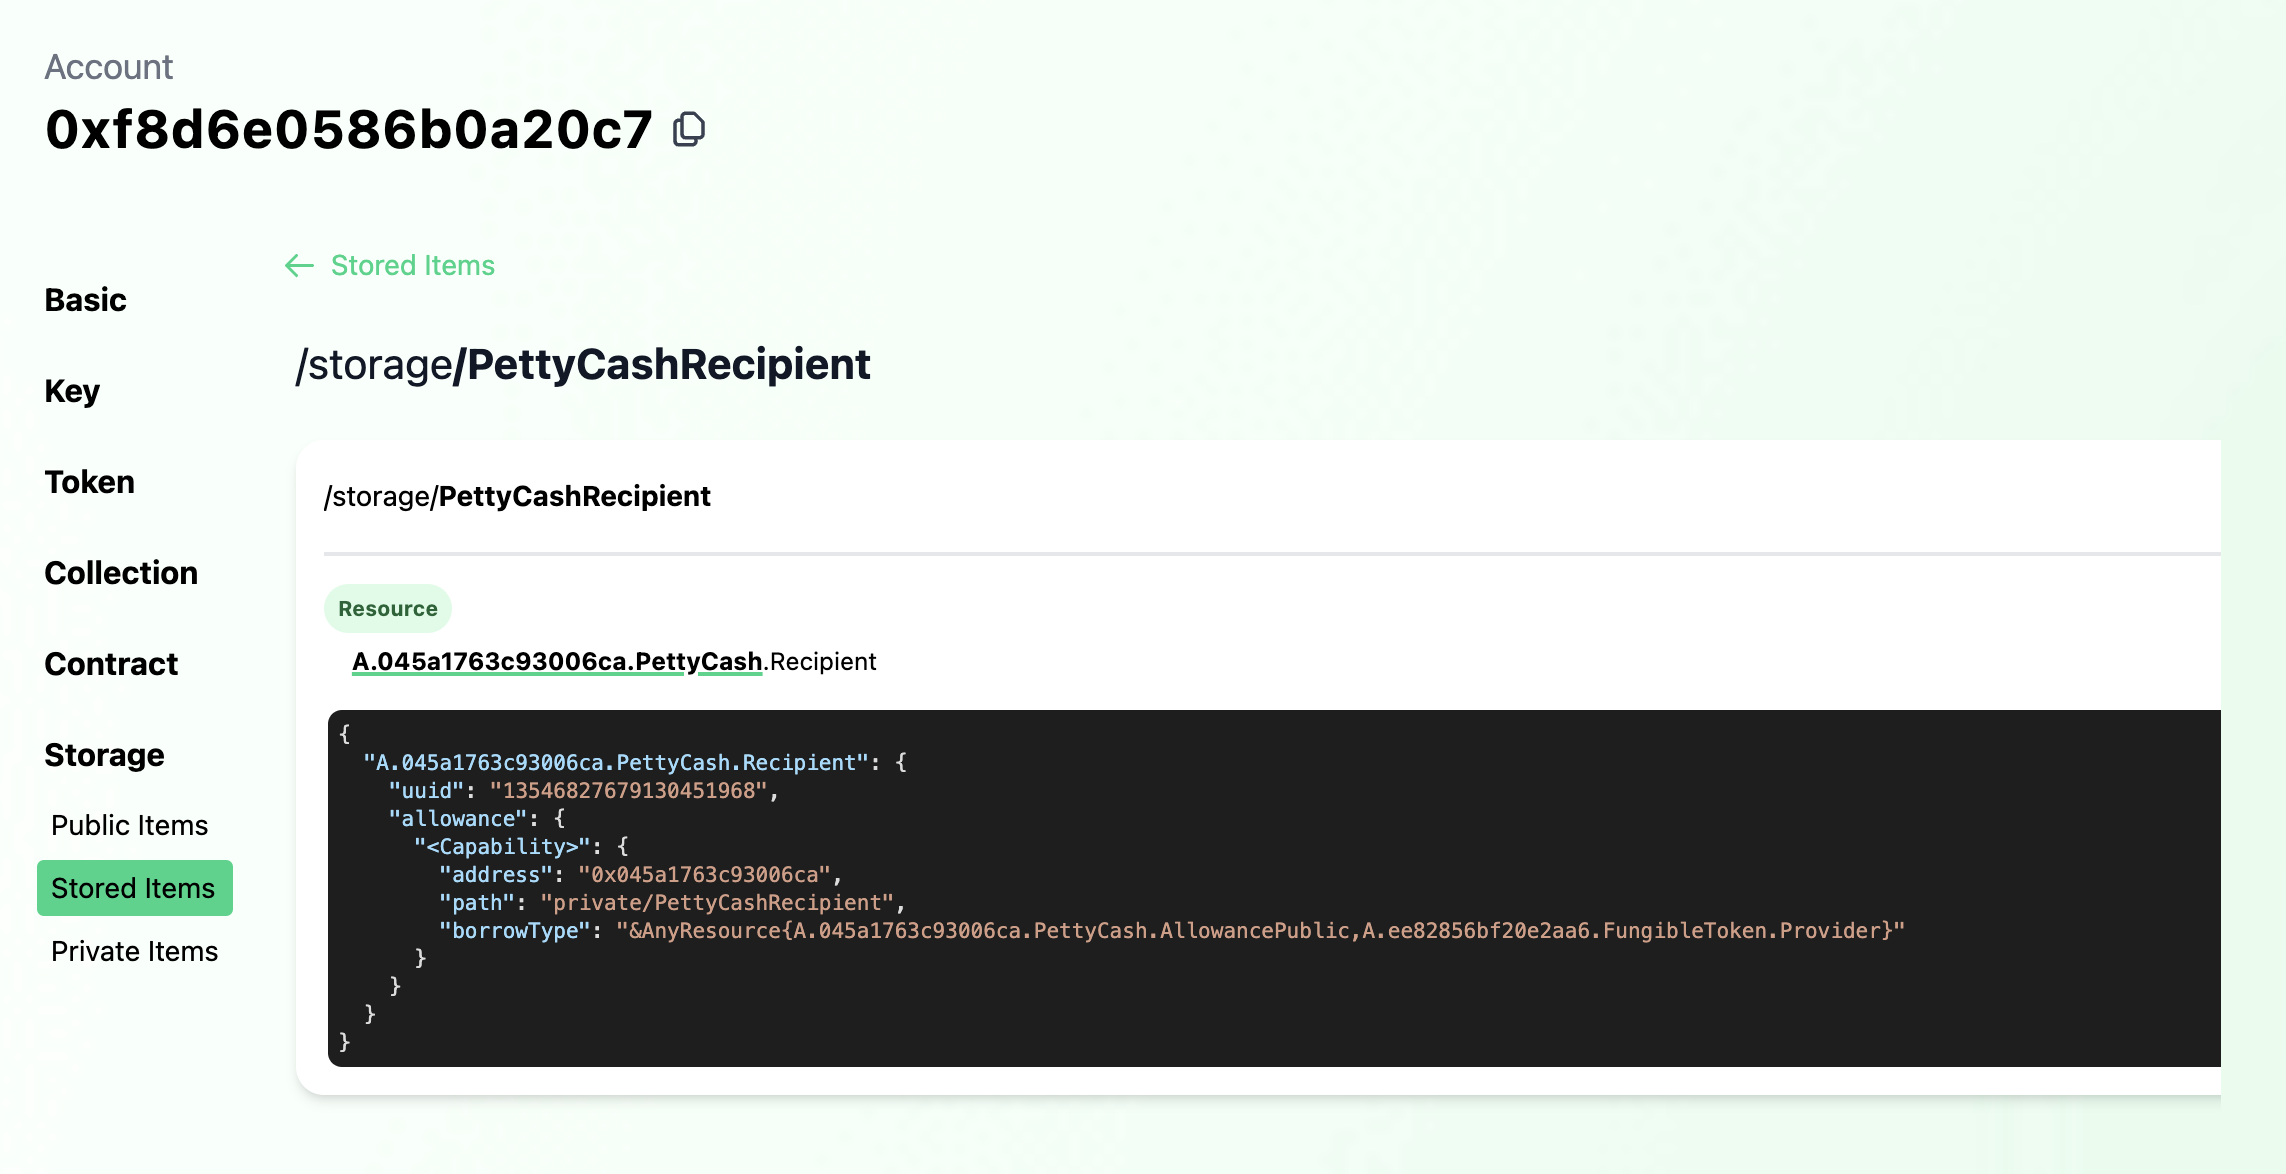 Account
0xf8d6e0586b0a20c7
Basic
Key
Token
Collection
Contract
Storage
Public Items
Stored Items
Private Items
← Stored Items
/storage/PettyCashRecipient
/storage/PettyCashRecipient
Resource
A.045a1763c93006ca.PettyCash.Recipient
{
  "A.045a1763c93006ca.PettyCash.Recipient": {
    "uuid": "13546827679130451968",
    "allowance": {
      "<Capability>": {
        "address": "0x045a1763c93006ca",
        "path": "private/PettyCashRecipient",
        "borrowType": "&AnyResource{A.045a1763c93006ca.PettyCash.AllowancePublic,A.ee82856bf20e2aa6.FungibleToken.Provider}"
      }
    }
  }
}